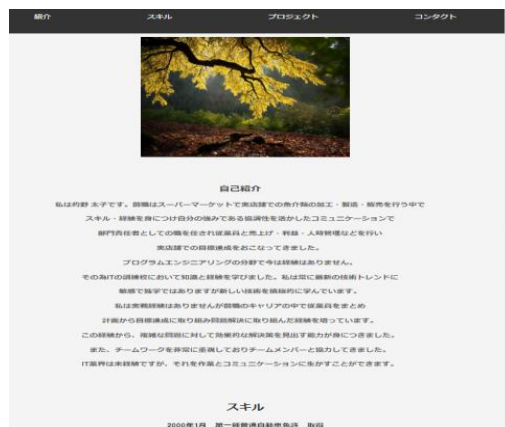 紹介 スキル プロジェクト コンタクト
自己紹介
私は約野 太子です。前職はスーパーマーケットで実店舗での魚介類の加工・製造・販売を行う中で
スキル・経験を身につけ自分の強みである協調性を活かしたコミュニケーションで
部門責任者としての職を任され従業員と売上げ・利益・人時管理などを行い
実店舗での目標達成をおこなってきました。
プログラムエンジニアリングの分野で今は経験はありません。
その為ITの訓練校において知識と経験を学びました。私は常に最新の技術トレンドに
敏感で独学ではありますが新しい技術を積極的に学んでいます。
私は実戦経験はありませんが前職のキャリアの中で従業員をまとめ
計画から目標達成に取り組み問題解決に取り組んだ経験を培っています。
この経験から、複雑な問題に対して効果的な解決策を見出す能力が身につきました。
また、チームワークを非常に重視しておりチームメンバーと協力してきました。
IT業界は未経験ですが、それを作業とコミュニケーションに生かすことができます。
スキル
2000年1月 第一種普通自動車免許 取得